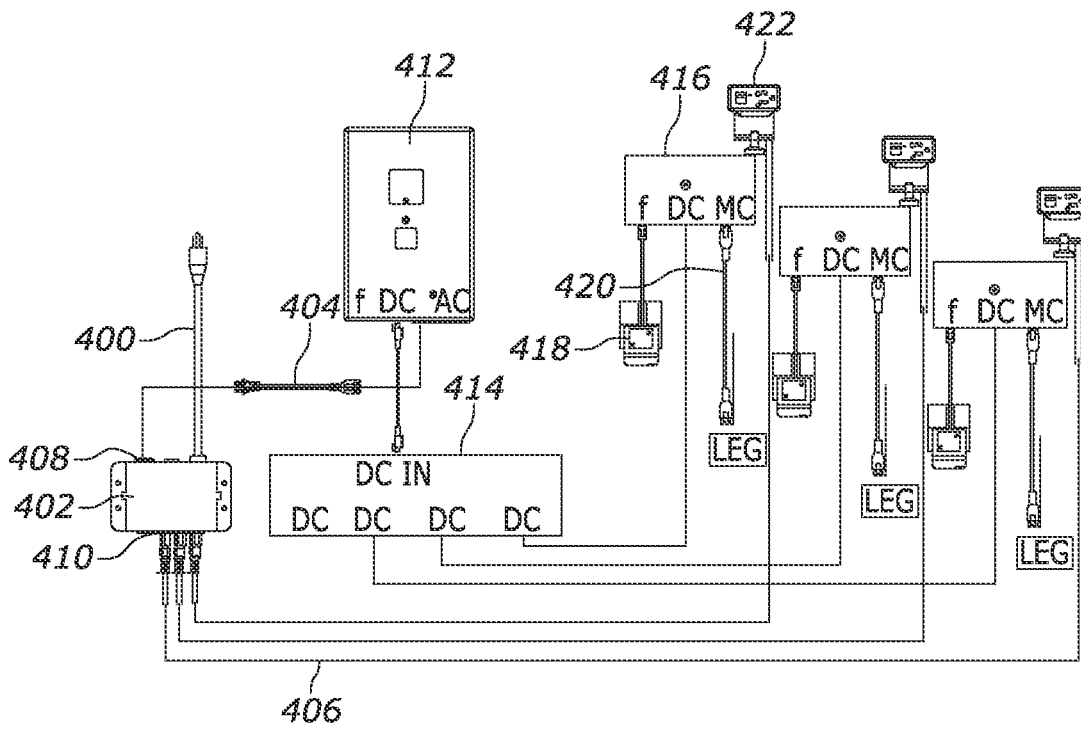 422
412
416
f DC MC
404
f DC AC
400
420
f DC MC
418
f DC MC
414
408
DC IN
LEG
402
DC DC DC DC
LEG
410
LEG
406